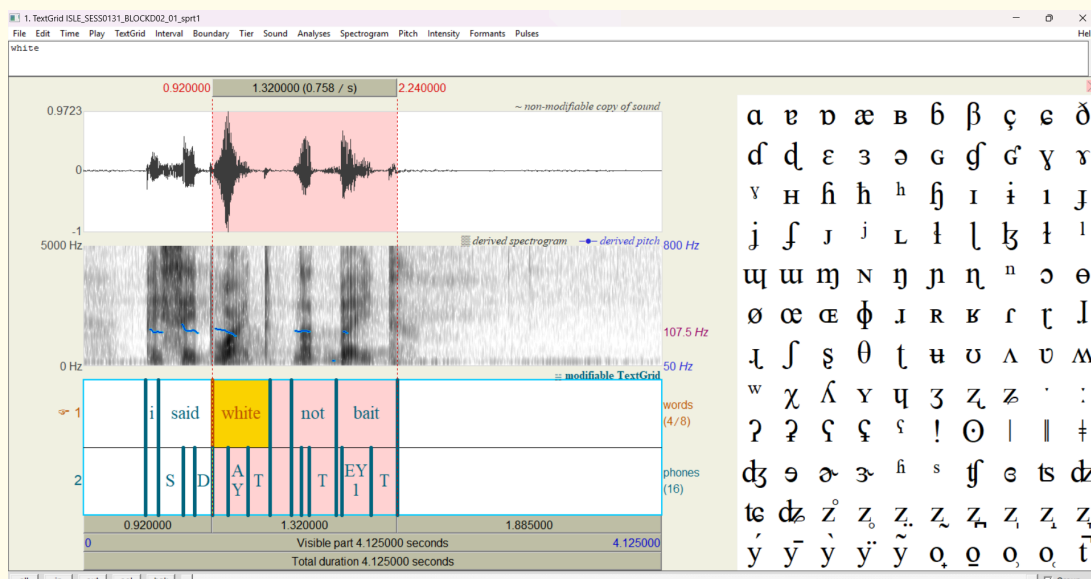 1. TextGrid ISLE_SESS0131_BLOCKD02_01_sprt1
File Edit Time Play TextGrid Interval Boundary Tier Sound Analyses Spectrogram Pitch Intensity Formants Pulses Hel
white
0.920000 1.320000 (0.758 / s) 2.240000
0.9723 ~ non-modifiable copy of sound
0
-1
5000 Hz derived spectrogram derived pitch 800 Hz
107.5 Hz
0 Hz 50 Hz
modifiable TextGrid
1 i said white not bait words
(4/8)
2 S D AY T T EY1 T phones
(16)
0.920000 1.320000 1.885000
0 Visible part 4.125000 seconds 4.125000
Total duration 4.125000 seconds
ɑ ɐ ɒ æ ʙ ɓ β ç ɕ ð
ɗ ɖ ɛ ɜ ə ɢ ɠ ʛ ɣ ɤ
ˠ ʜ ɦ ħ ʰ ɧ ɪ ɨ ı ɟ
ʝ ʄ ȷ ʲ ʟ ɫ ɭ ɮ ɬ ˡ
ɰ ɯ ɱ ɴ ŋ ɲ ɳ ⁿ ɔ ɵ
ø œ ɶ ɸ ɹ ʀ ʁ ɾ ɽ ɺ
ɻ ʃ ʂ θ ʈ ʉ ʊ ʌ ʋ ʍ
ʷ χ ʎ ʏ ɥ ʒ ʐ ʑ ˑ ː
ʔ ʡ ʕ ʢ ˤ ǃ ʘ ǀ ǁ ǂ
ʤ ɘ ɚ ɝ ʱ ˢ ʧ ɞ ʦ ʣ
ʨ ʥ